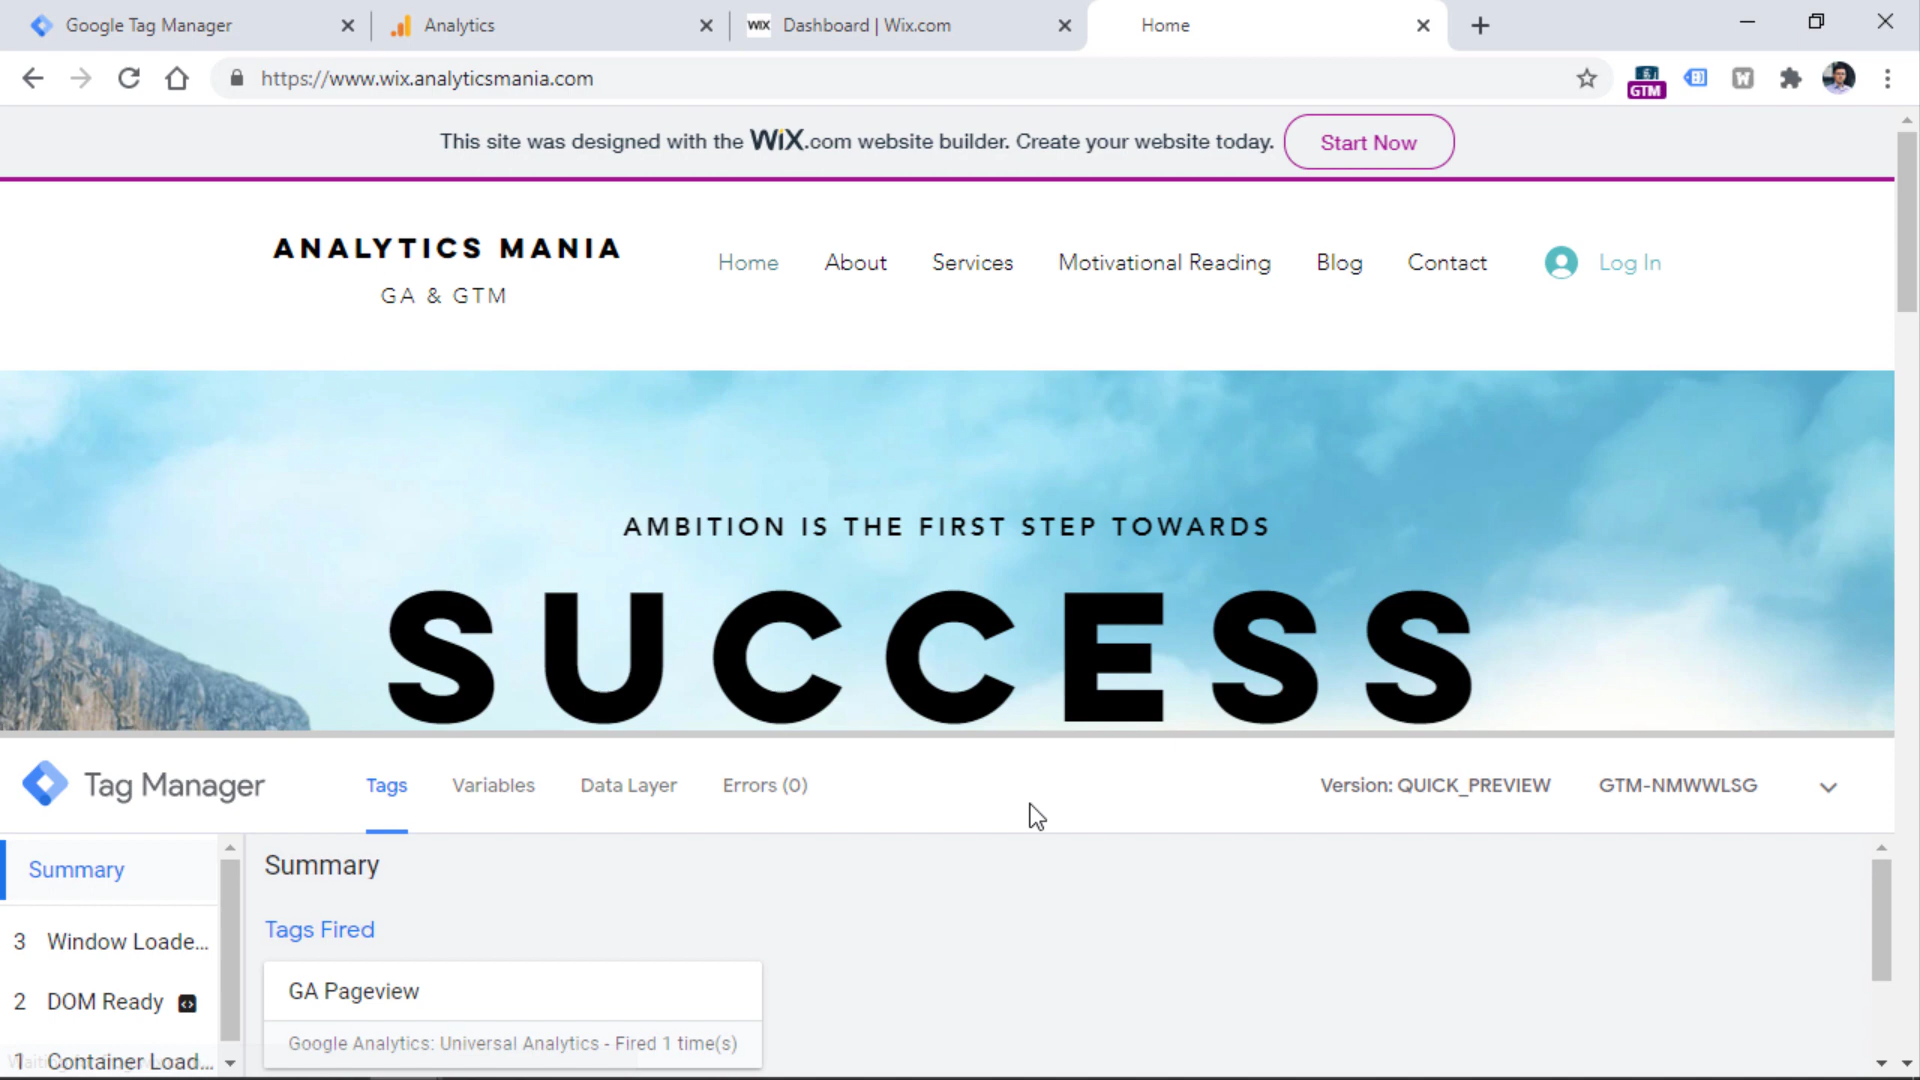 Google Tag Manager
Analytics
WIX Dashboard | Wix.com
Home
https://www.wix.analyticsmania.com
GTM
W
This site was designed with the WiX.com website builder. Create your website today. Start Now
ANALYTICS MANIA
GA & GTM
Home About Services Motivational Reading Blog Contact Log In
AMBITION IS THE FIRST STEP TOWARDS
SUCCESS
Tag Manager
Tags Variables Data Layer Errors (0)
Version: QUICK_PREVIEW GTM-NMWWLSG
Summary
3 Window Loade...
2 DOM Ready
1 Container Load...
Summary
Tags Fired
GA Pageview
Google Analytics: Universal Analytics - Fired 1 time(s)